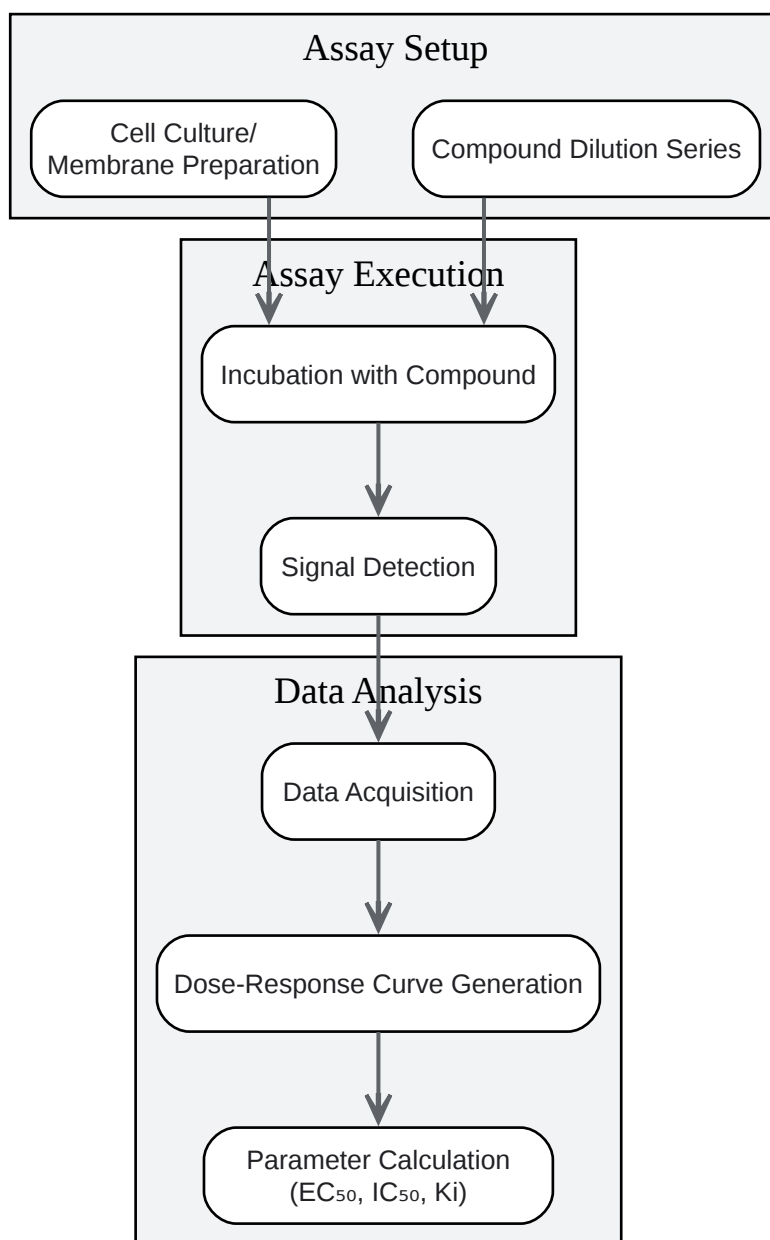 Assay Setup
Cell Culture/
Membrane Preparation
Compound Dilution Series
Assay Execution
Incubation with Compound
Signal Detection
Data Analysis
Data Acquisition
Dose-Response Curve Generation
Parameter Calculation
(EC₅₀, IC₅₀, Ki)